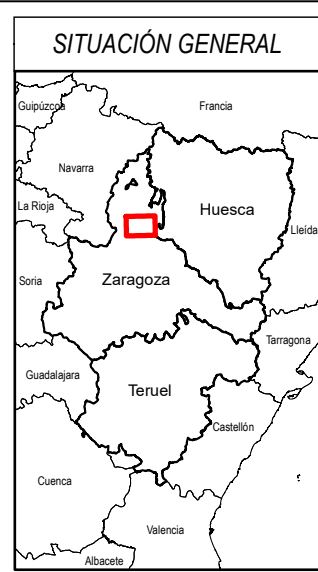 SITUACIÓN GENERAL
Guipúzcoa
Francia
Navarra
La Rioja
Huesca
Lleida
Soria
Zaragoza
Tarragona
Guadalajara
Teruel
Castellón
Cuenca
Valencia
Albacete